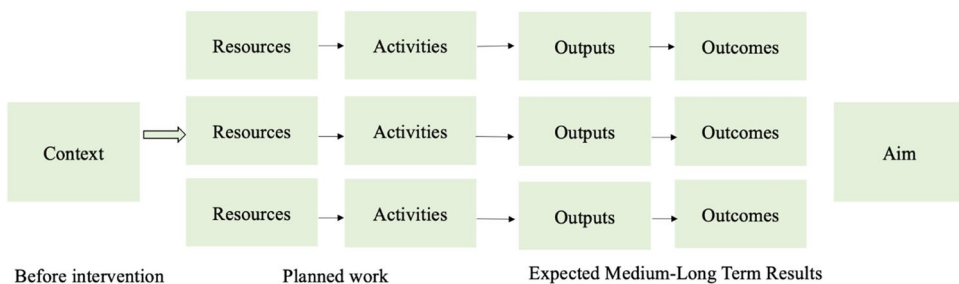 Resources Activities Outputs Outcomes
Context Resources Activities Outputs Outcomes Aim
Resources Activities Outputs Outcomes
Before intervention Planned work Expected Medium-Long Term Results